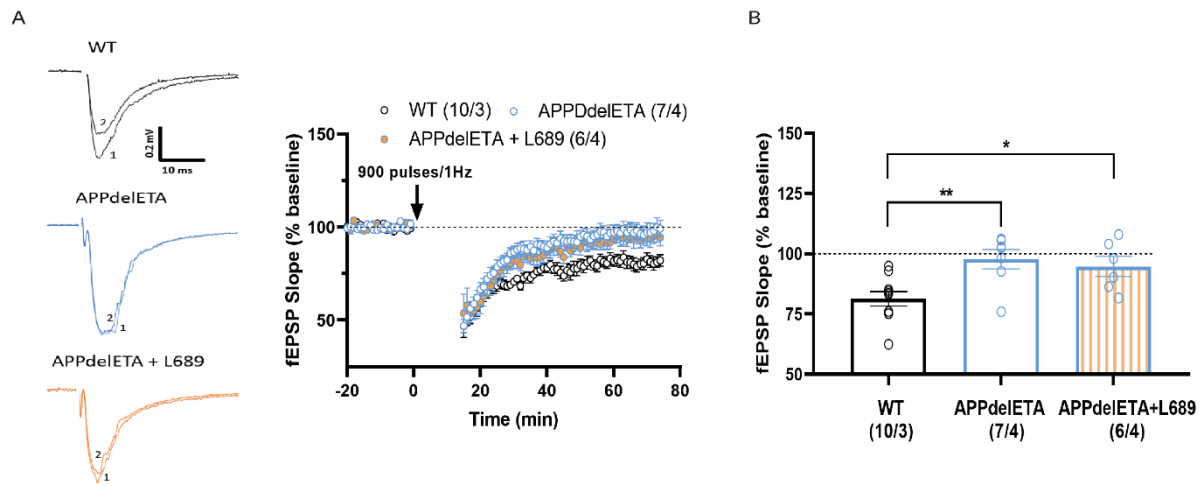 A
WT
2
1
0.2 mV
10 ms
APPdelETA
2
1
APPdelETA + L689
2
1
WT (10/3) APPDdelETA (7/4)
APPdelETA + L689 (6/4)
fEPSP Slope (% baseline)
150
100
50
900 pulses/1Hz
-20 0 20 40 60 80
Time (min)
B
fEPSP Slope (% baseline)
150
125
100
75
50
*
**
WT APPdelETA APPdelETA+L689
(10/3) (7/4) (6/4)